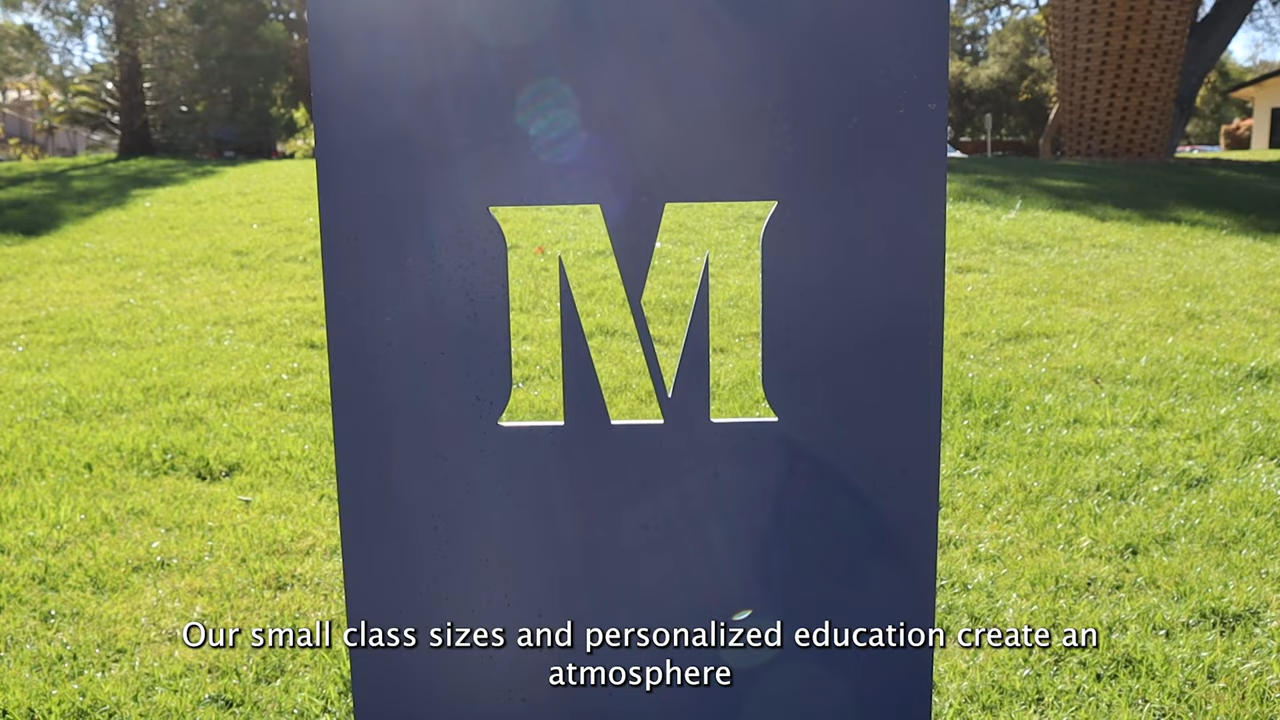 M
Our small class sizes and personalized education create an
atmosphere